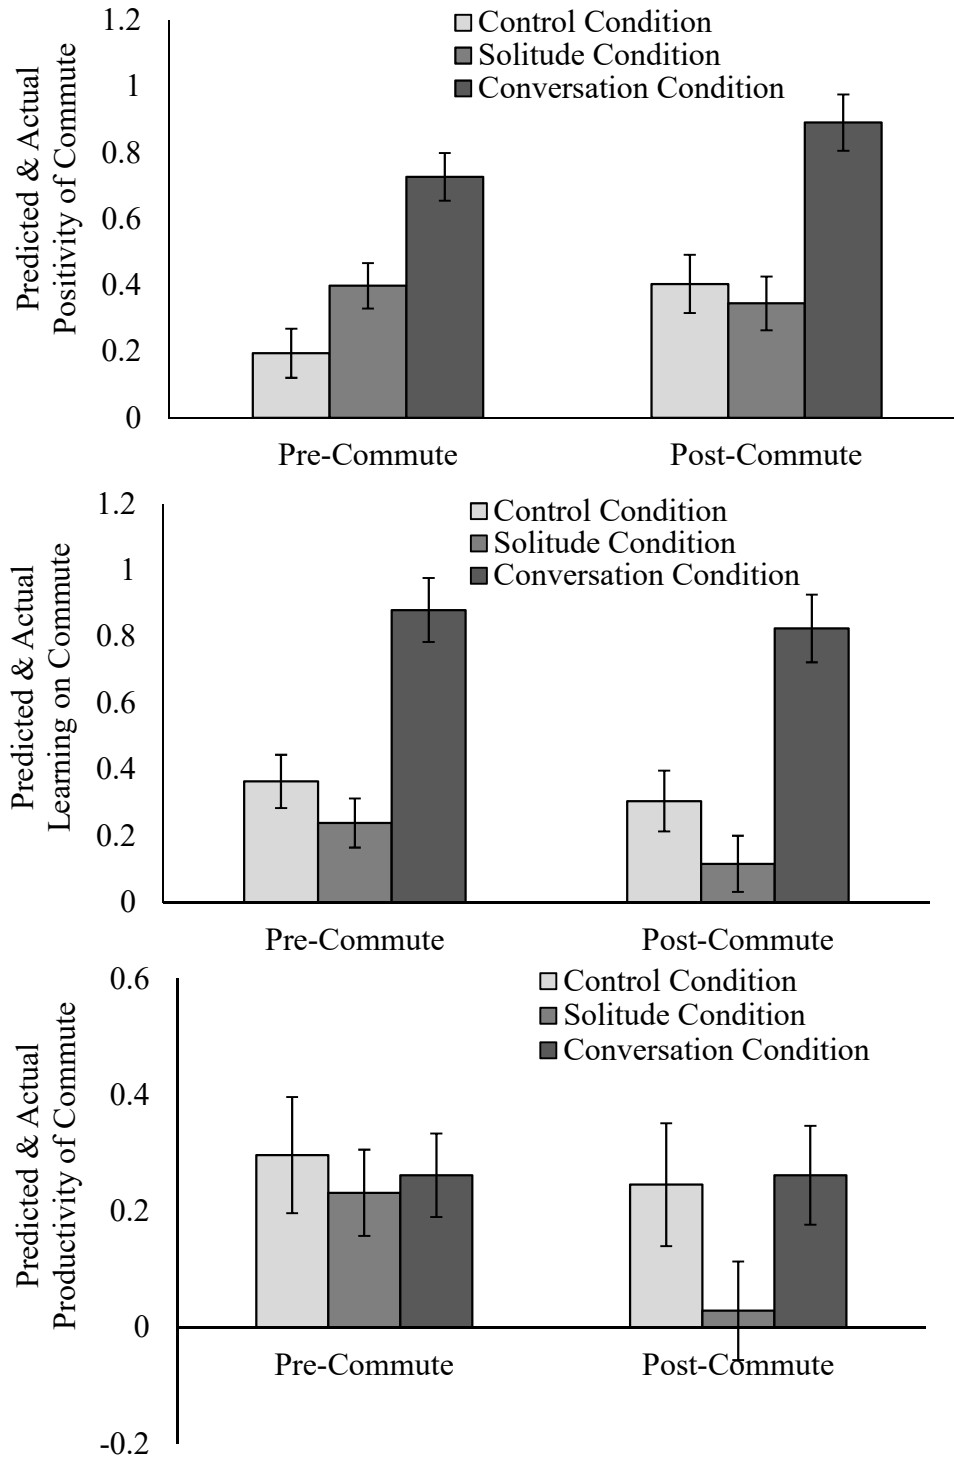 1.2
Control Condition
Solitude Condition
Conversation Condition
Predicted & Actual
Positivity of Commute
1
0.8
0.6
0.4
0.2
0
Pre-Commute
Post-Commute
1.2
Control Condition
Solitude Condition
Conversation Condition
Predicted & Actual
Learning on Commute
1
0.8
0.6
0.4
0.2
0
Pre-Commute
Post-Commute
0.6
Control Condition
Solitude Condition
Conversation Condition
Predicted & Actual
Productivity of Commute
0.4
0.2
0
Pre-Commute
Post-Commute
-0.2